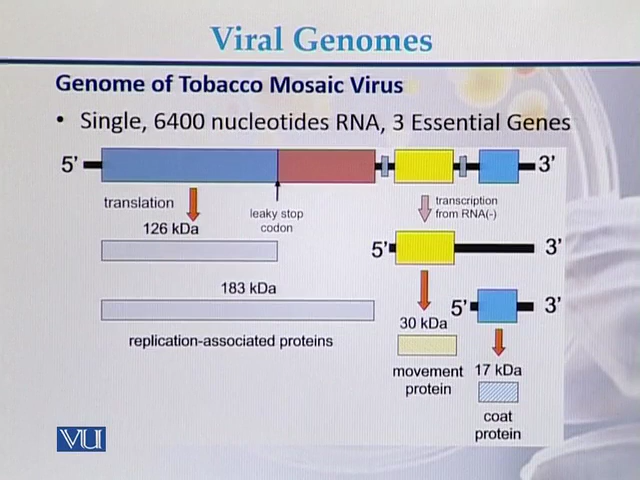 Viral Genomes
Genome of Tobacco Mosaic Virus
• Single, 6400 nucleotides RNA, 3 Essential Genes
5' 3'
translation
leaky stop
codon
transcription
from RNA(-)
126 kDa
5' 3'
183 kDa
5' 3'
30 kDa
replication-associated proteins
movement
protein
17 kDa
coat
protein
VU